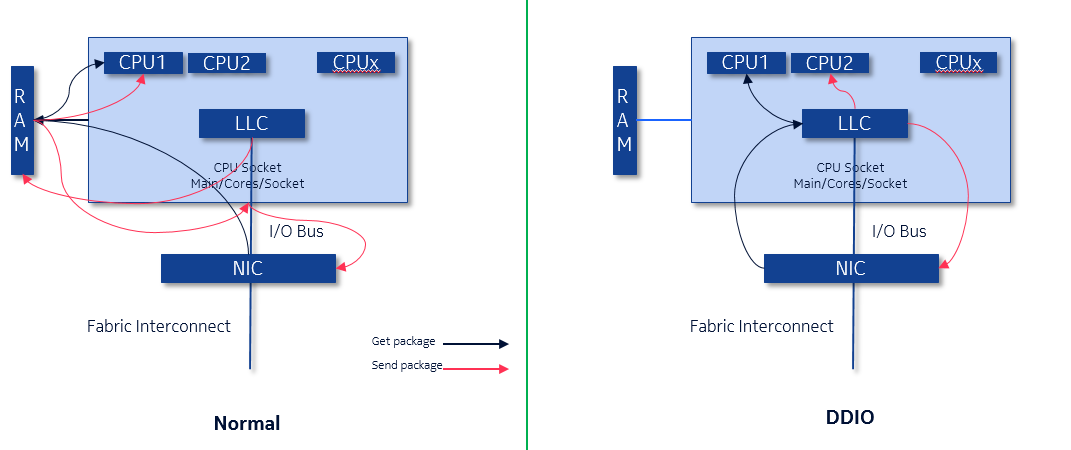 CPU1
CPU2
CPUx
R
A
M
LLC
CPU Socket
Main/Cores/Socket
I/O Bus
NIC
Fabric Interconnect
Get package
Send package
Normal
CPU1
CPU2
CPUx
R
A
M
LLC
CPU Socket
Main/Cores/Socket
I/O Bus
NIC
Fabric Interconnect
DDIO